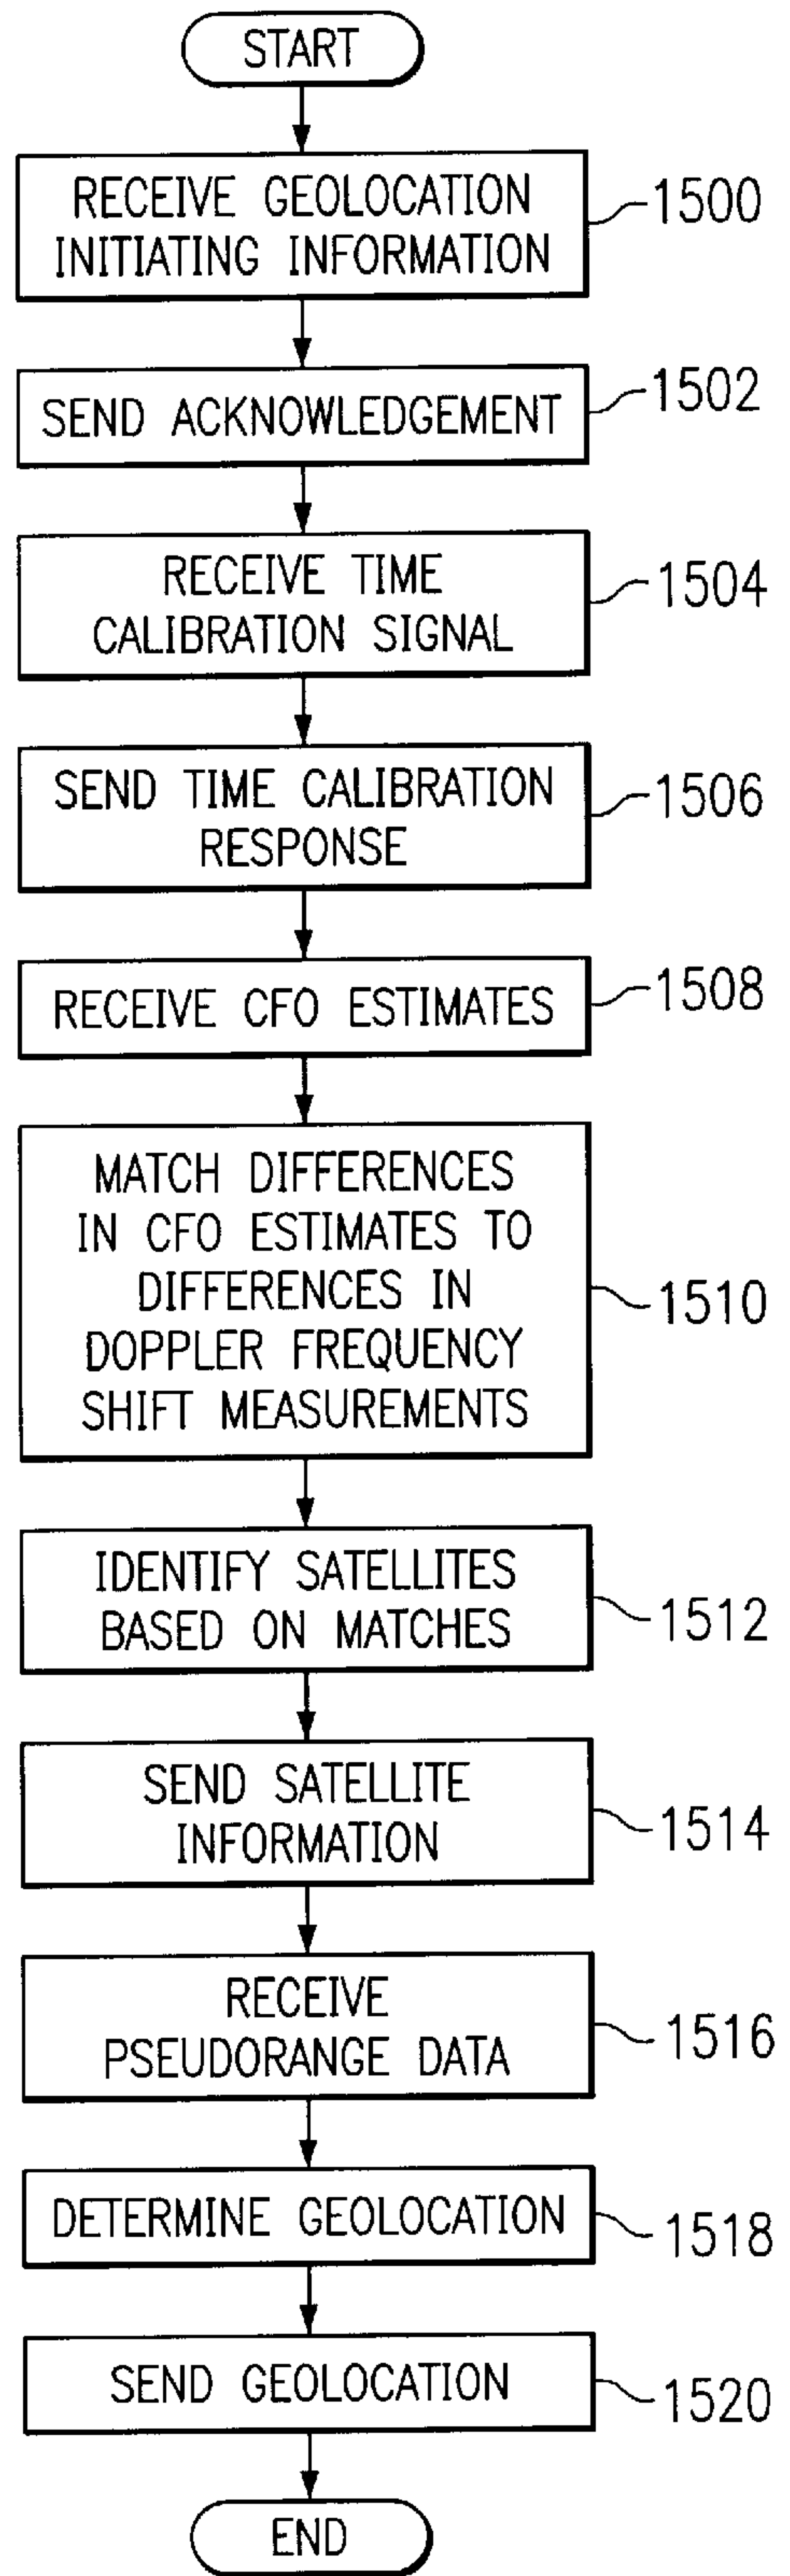 START
RECEIVE GEOLOCATION
INITIATING INFORMATION
1500
SEND ACKNOWLEDGEMENT
1502
RECEIVE TIME
CALIBRATION SIGNAL
1504
SEND TIME CALIBRATION
RESPONSE
1506
RECEIVE CFO ESTIMATES
1508
MATCH DIFFERENCES
IN CFO ESTIMATES TO
DIFFERENCES IN
DOPPLER FREQUENCY
SHIFT MEASUREMENTS
1510
IDENTIFY SATELLITES
BASED ON MATCHES
1512
SEND SATELLITE
INFORMATION
1514
RECEIVE
PSEUDORANGE DATA
1516
DETERMINE GEOLOCATION
1518
SEND GEOLOCATION
1520
END